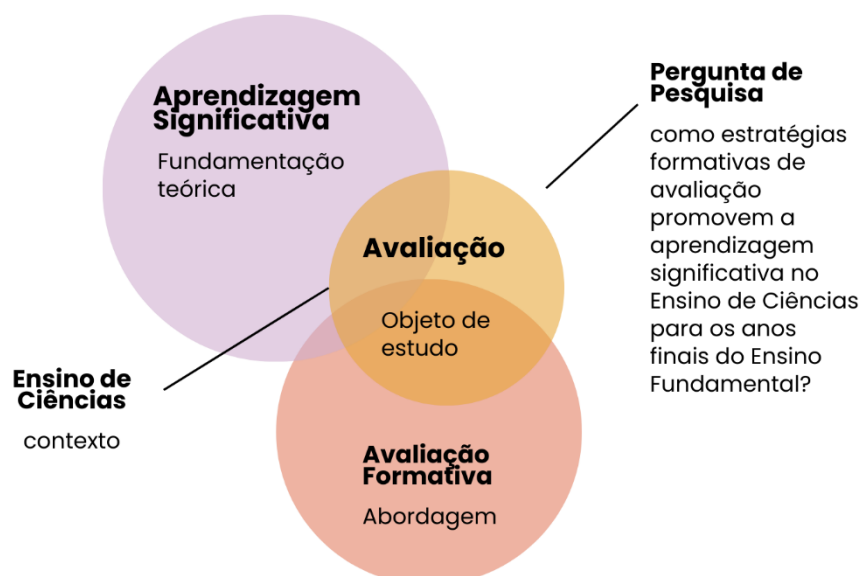 Aprendizagem
Significativa
Fundamentação
teórica
Pergunta de
Pesquisa
como estratégias
formativas de
avaliação
promovem a
aprendizagem
significativa no
Ensino de Ciências
para os anos
finais do Ensino
Fundamental?
Avaliação
Objeto de
estudo
Ensino de
Ciências
contexto
Avaliação
Formativa
Abordagem